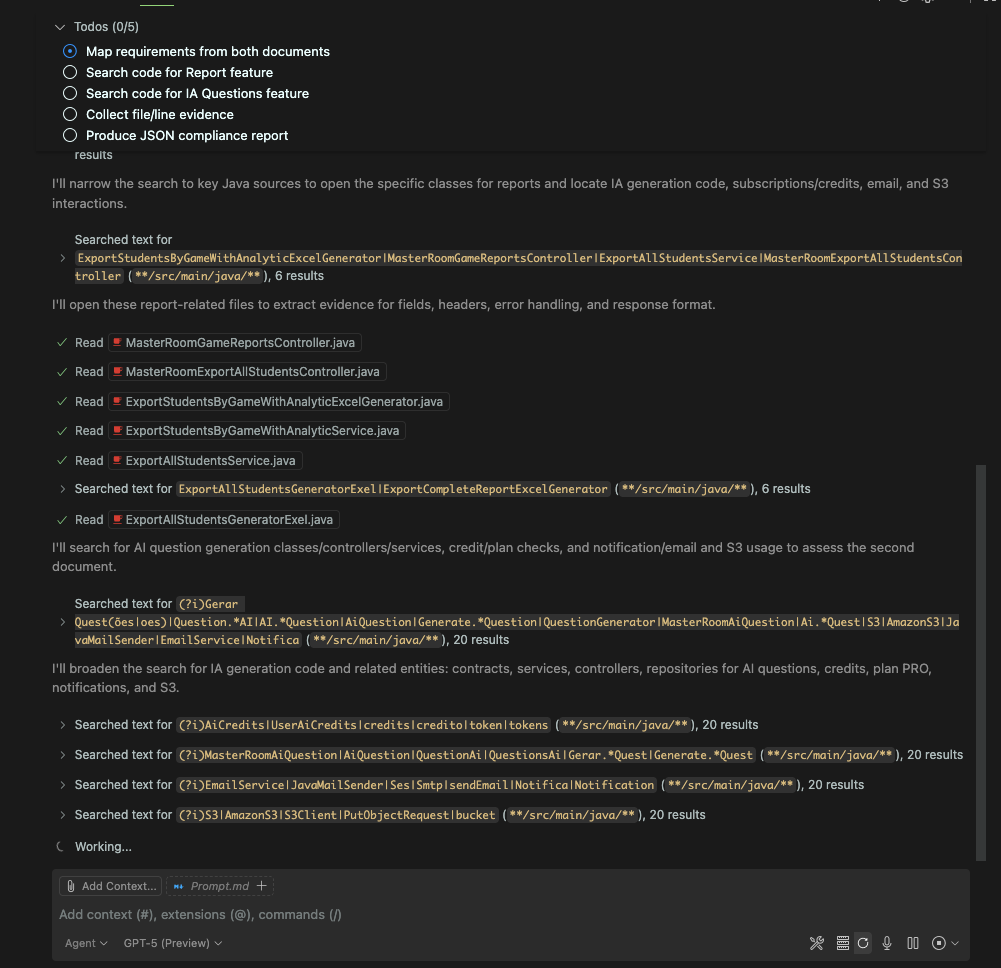 Todos (0/5)
Map requirements from both documents
Search code for Report feature
Search code for IA Questions feature
Collect file/line evidence
Produce JSON compliance report
results
I'll narrow the search to key Java sources to open the specific classes for reports and locate IA generation code, subscriptions/credits, email, and S3
interactions.
Searched text for
ExportStudentsByGameWithAnalyticExcelGenerator|MasterRoomGameReportsController|ExportAllStudentsService|MasterRoomExportAllStudentsCon
troller (**/src/main/java/**), 6 results
I'll open these report-related files to extract evidence for fields, headers, error handling, and response format.
Read MasterRoomGameReportsController.java
Read MasterRoomExportAllStudentsController.java
Read ExportStudentsByGameWithAnalyticExcelGenerator.java
Read ExportStudentsByGameWithAnalyticService.java
Read ExportAllStudentsService.java
Searched text for ExportAllStudentsGeneratorExel|ExportCompleteReportExcelGenerator (**/src/main/java/**), 6 results
Read ExportAllStudentsGeneratorExel.java
I'll search for AI question generation classes/controllers/services, credit/plan checks, and notification/email and S3 usage to assess the second
document.
Searched text for (?i)Gerar
Quest(ões|oes)|Question.*AI|AI.*Question|AiQuestion|Generate.*Question|QuestionGenerator|MasterRoomAiQuestion|Ai.*Quest|S3|AmazonS3|Ja
vaMailSender|EmailService|Notifica (**/src/main/java/**), 20 results
I'll broaden the search for IA generation code and related entities: contracts, services, controllers, repositories for AI questions, credits, plan PRO,
notifications, and S3.
Searched text for (?i)AiCredits|UserAiCredits|credits|credito|token|tokens (**/src/main/java/**), 20 results
Searched text for (?i)MasterRoomAiQuestion|AiQuestion|QuestionAi|QuestionsAi|Gerar.*Quest|Generate.*Quest (**/src/main/java/**), 20 results
Searched text for (?i)EmailService|JavaMailSender|Ses|Smtp|sendEmail|Notifica|Notification (**/src/main/java/**), 20 results
Searched text for (?i)S3|AmazonS3|S3Client|PutObjectRequest|bucket (**/src/main/java/**), 20 results
Working...
Add Context... Prompt.md
Add context (#), extensions (@), commands (/)
Agent GPT-5 (Preview)